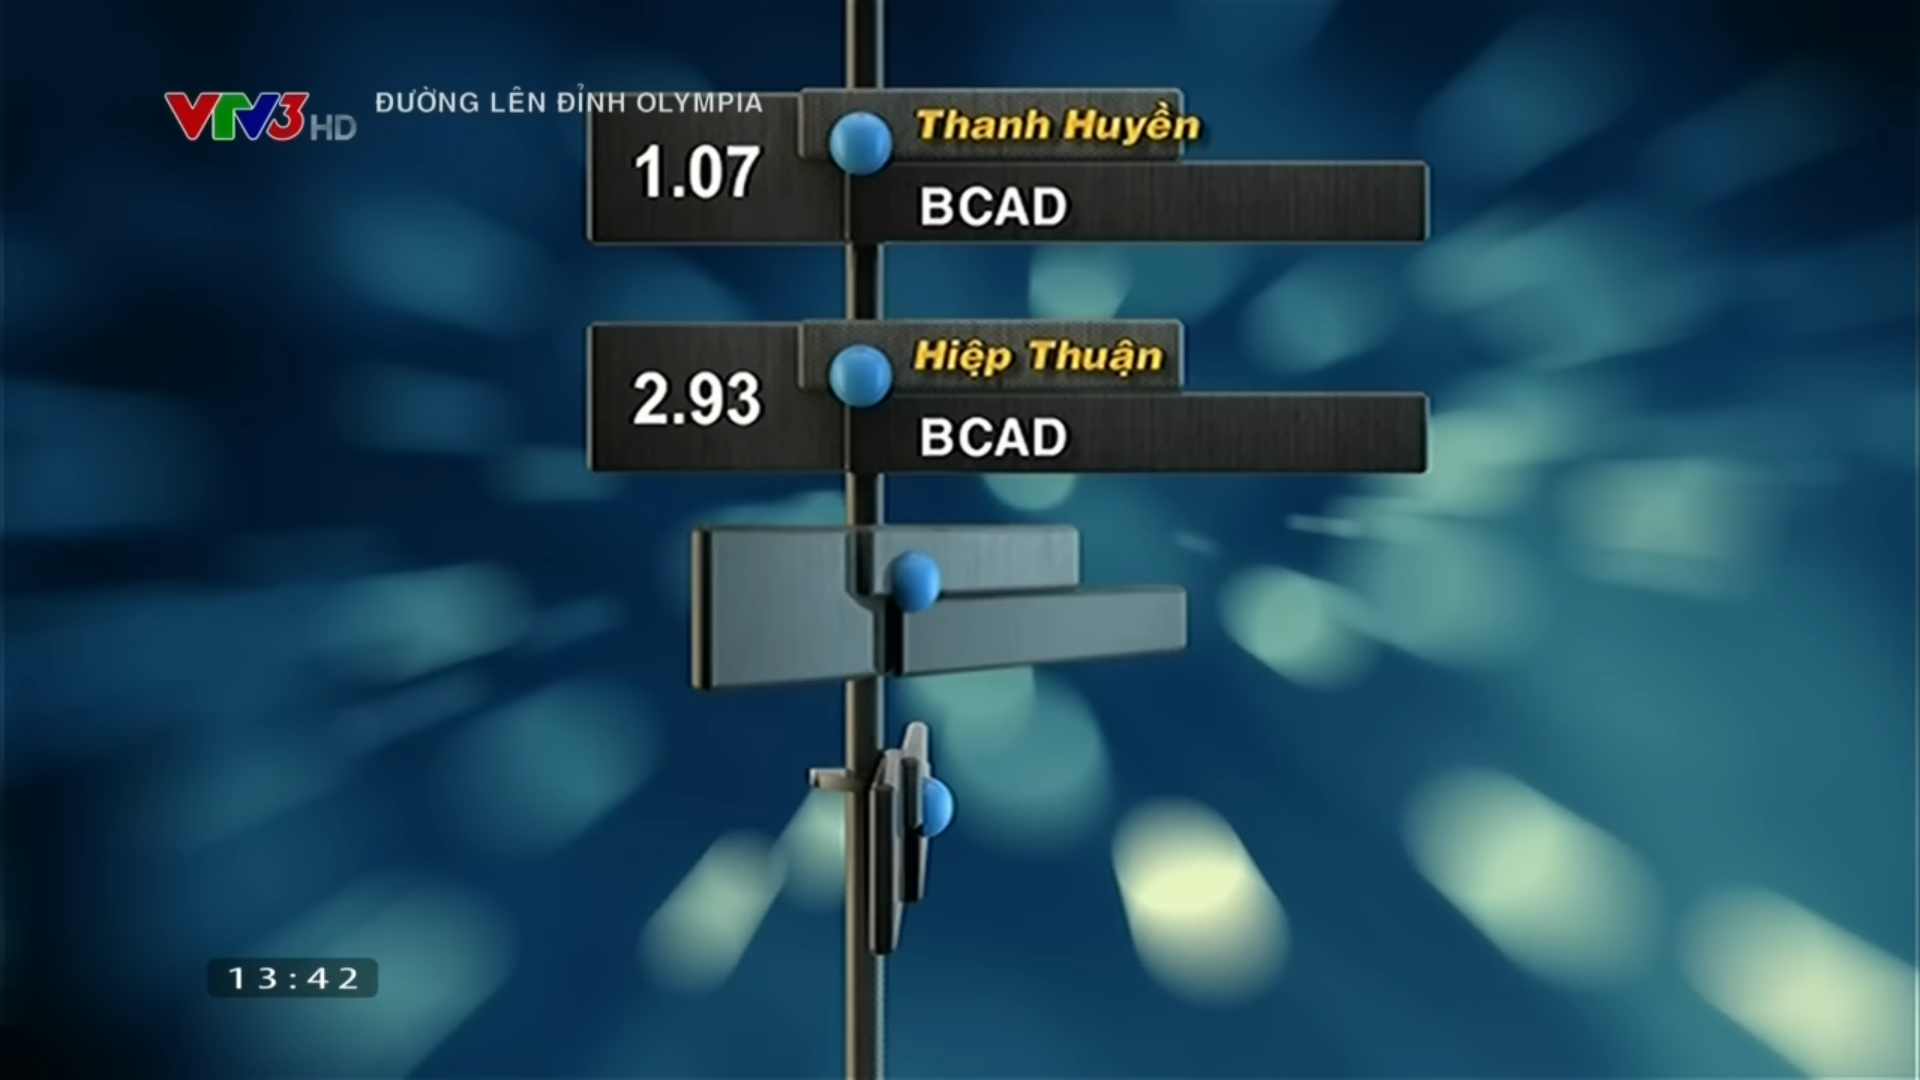 VTV3 HD
ĐƯỜNG LÊN ĐỈNH OLYMPIA
1.07
Thanh Huyền
BCAD
2.93
Hiệp Thuận
BCAD
13:42